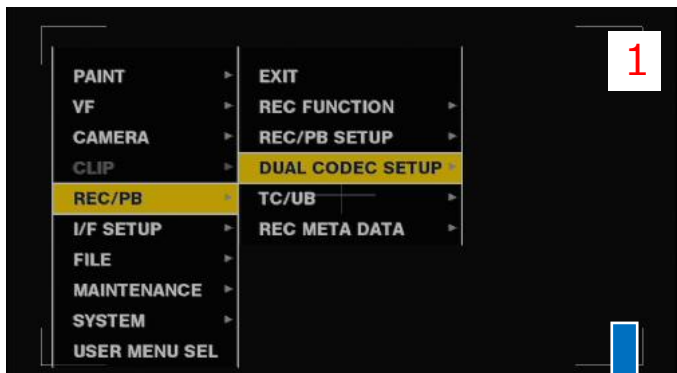 1
PAINT
VF
CAMERA
CLIP
REC/PB
I/F SETUP
FILE
MAINTENANCE
SYSTEM
USER MENU SEL
EXIT
REC FUNCTION
REC/PB SETUP
DUAL CODEC SETUP
TC/UB
REC META DATA